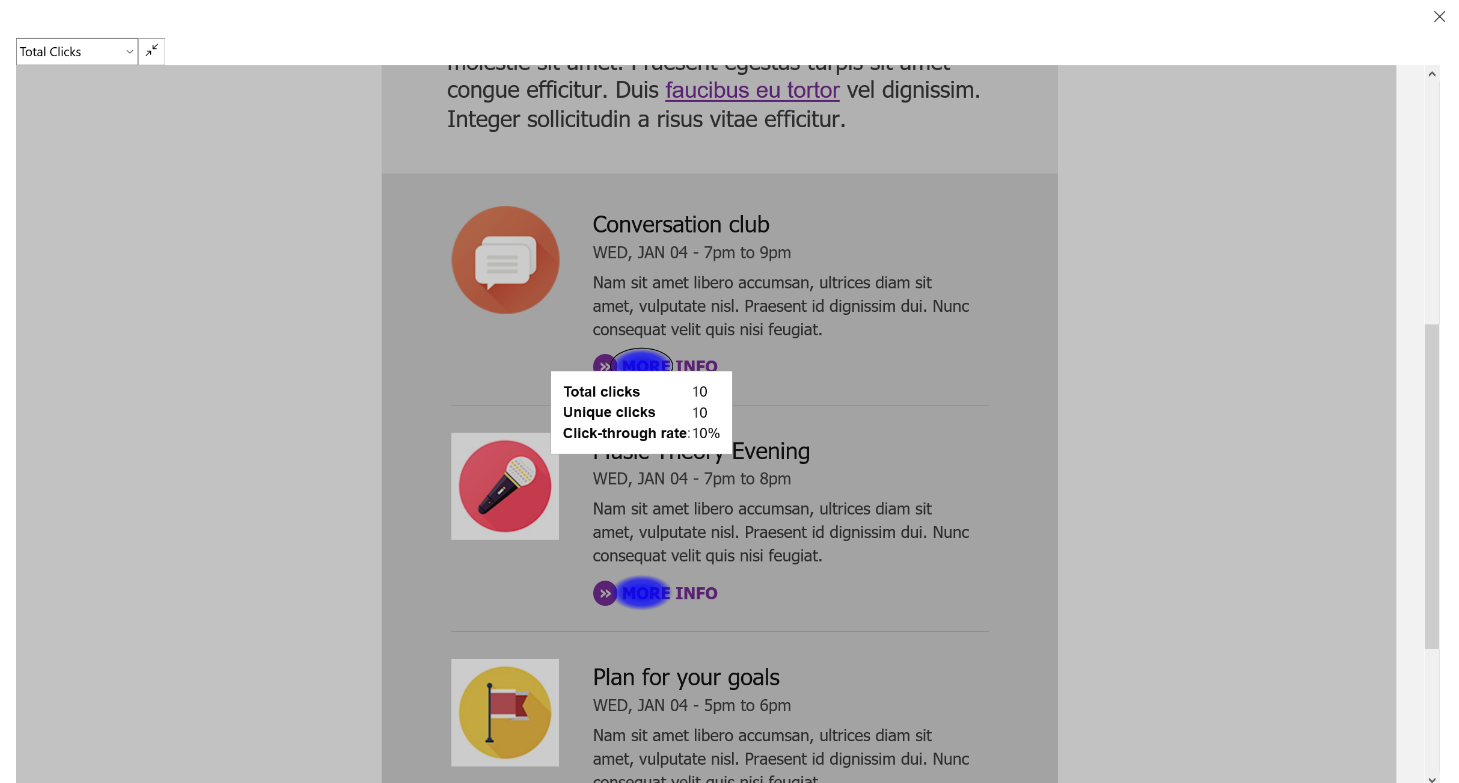 Total Clicks
molestie sit amet. Praesent egestas turpis sit amet
congue efficitur. Duis faucibus eu tortor vel dignissim.
Integer sollicitudin a risus vitae efficitur.
Conversation club
WED, JAN 04 - 7pm to 9pm
Nam sit amet libero accumsan, ultrices diam sit
amet, vulputate nisl. Praesent id dignissim dui. Nunc
consequat velit quis nisi feugiat.
» MORE INFO
Total clicks 10
Unique clicks 10
Click-through rate: 10%
Music Theory Evening
WED, JAN 04 - 7pm to 8pm
Nam sit amet libero accumsan, ultrices diam sit
amet, vulputate nisl. Praesent id dignissim dui. Nunc
consequat velit quis nisi feugiat.
» MORE INFO
Plan for your goals
WED, JAN 04 - 5pm to 6pm
Nam sit amet libero accumsan, ultrices diam sit
amet, vulputate nisl. Praesent id dignissim dui. Nunc
consequat velit quis nisi feugiat.